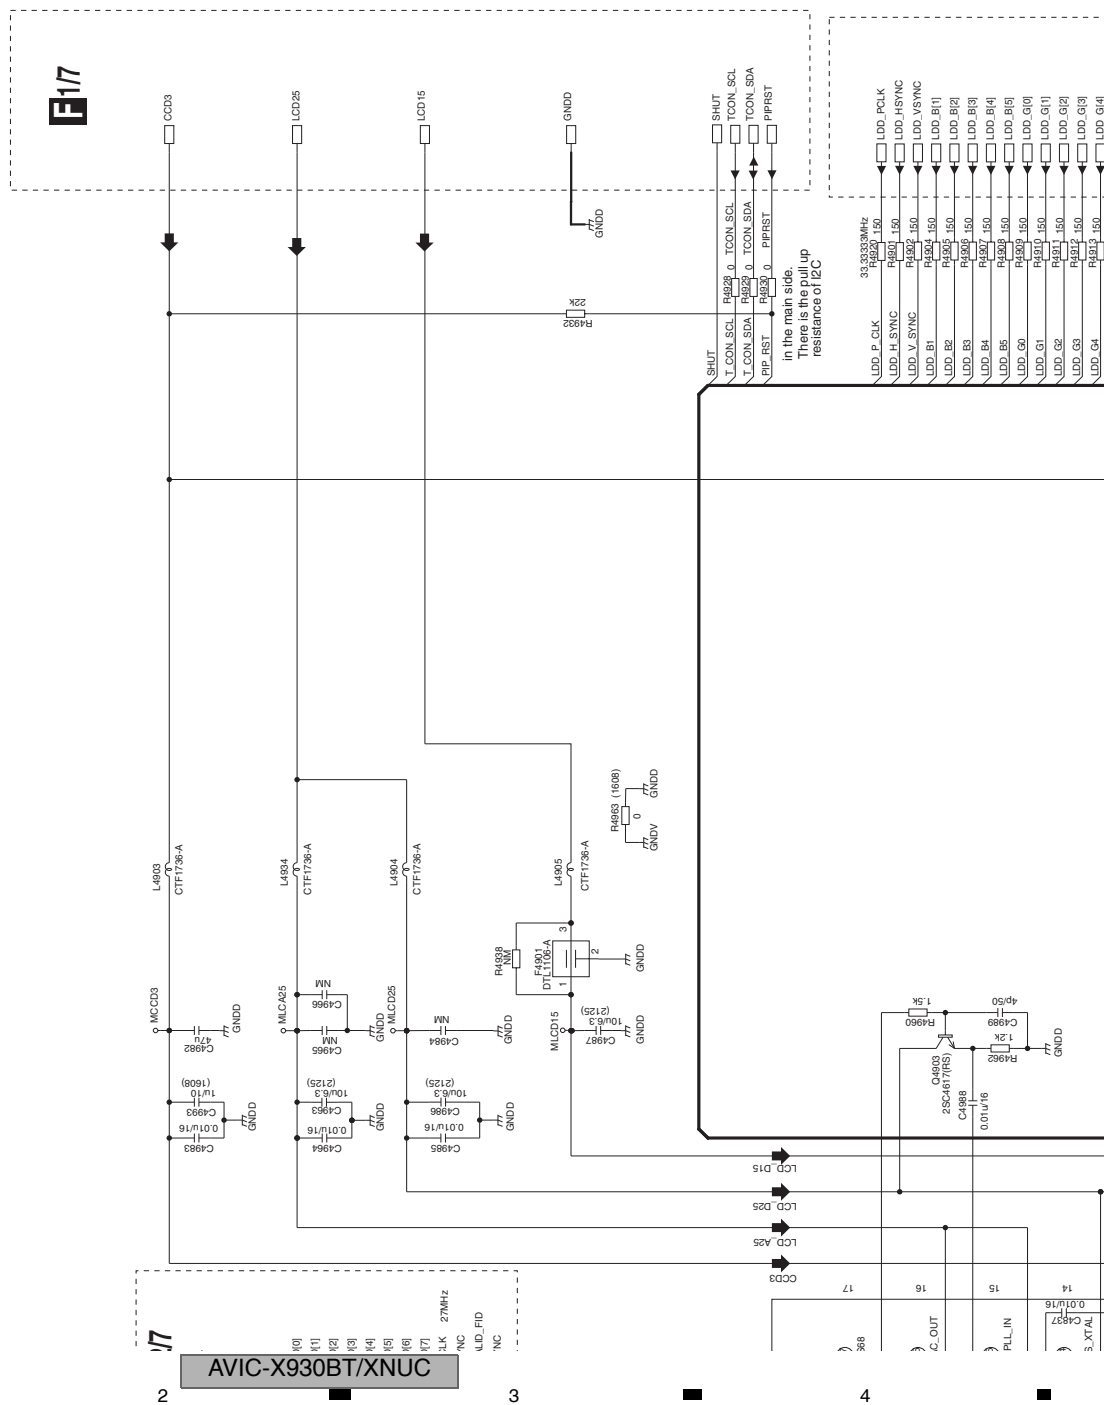 F 1/7
CCD3
LCD25
LCD15
GNDD
SHUT
TCON_SCL
TCON_SDA
PIPRST
LDD_PCLK
LDD_HSYNC
LDD_VSYNC
LDD_B[1]
LDD_B[2]
LDD_B[3]
LDD_B[4]
LDD_B[5]
LDD_G[0]
LDD_G[1]
LDD_G[2]
LDD_G[3]
LDD_G[4]
GNDD
TCON_SCL
TCON_SDA
PIPRST
R4928 0
R4929 0
R4930 0
33.33333MHz
R4920 150
R4901 150
R4902 150
R4904 150
R4905 150
R4906 150
R4907 150
R4908 150
R4909 150
R4910 150
R4911 150
R4912 150
R4913 150
22k
R4932
in the main side.
There is the pull up
resistance of I2C
SHUT
T_CON_SCL
T_CON_SDA
PIP_RST
LDD_P_CLK
LDD_H_SYNC
LDD_V_SYNC
LDD_B1
LDD_B2
LDD_B3
LDD_B4
LDD_B5
LDD_G0
LDD_G1
LDD_G2
LDD_G3
LDD_G4
R4963 (1608)
0
GNDD
GNDV
L4903
CTF1736-A
L4934
CTF1736-A
L4904
CTF1736-A
L4905
CTF1736-A
R4938
NM
F4901
DTL1106-A
3
2
1
GNDD
MCCD3
47u
C4982
GNDD
MLCA25
NM
C4966
NM
C4965
GNDD
MLCD25
NM
C4984
GNDD
MLCD15
(2125)
10u/6.3
C4987
GNDD
(1608)
1u/10
C4993
0.01u/16
C4983
GNDD
(2125)
10u/6.3
C4963
0.01u/16
C4964
GNDD
(2125)
10u/6.3
C4986
0.01u/16
C4985
GNDD
1.5k
R4960
4p/50
C4989
Q4903
2SC4617(RS)
1.2k
R4962
GNDD
C4988
0.01u/16
LCD_D15
LCD_D25
LCD_A25
CCD3
17
16
15
14
0.01u/16
C4837
PLL_IN
27MHz
2/7
AVIC-X930BT/XNUC
2
3
4